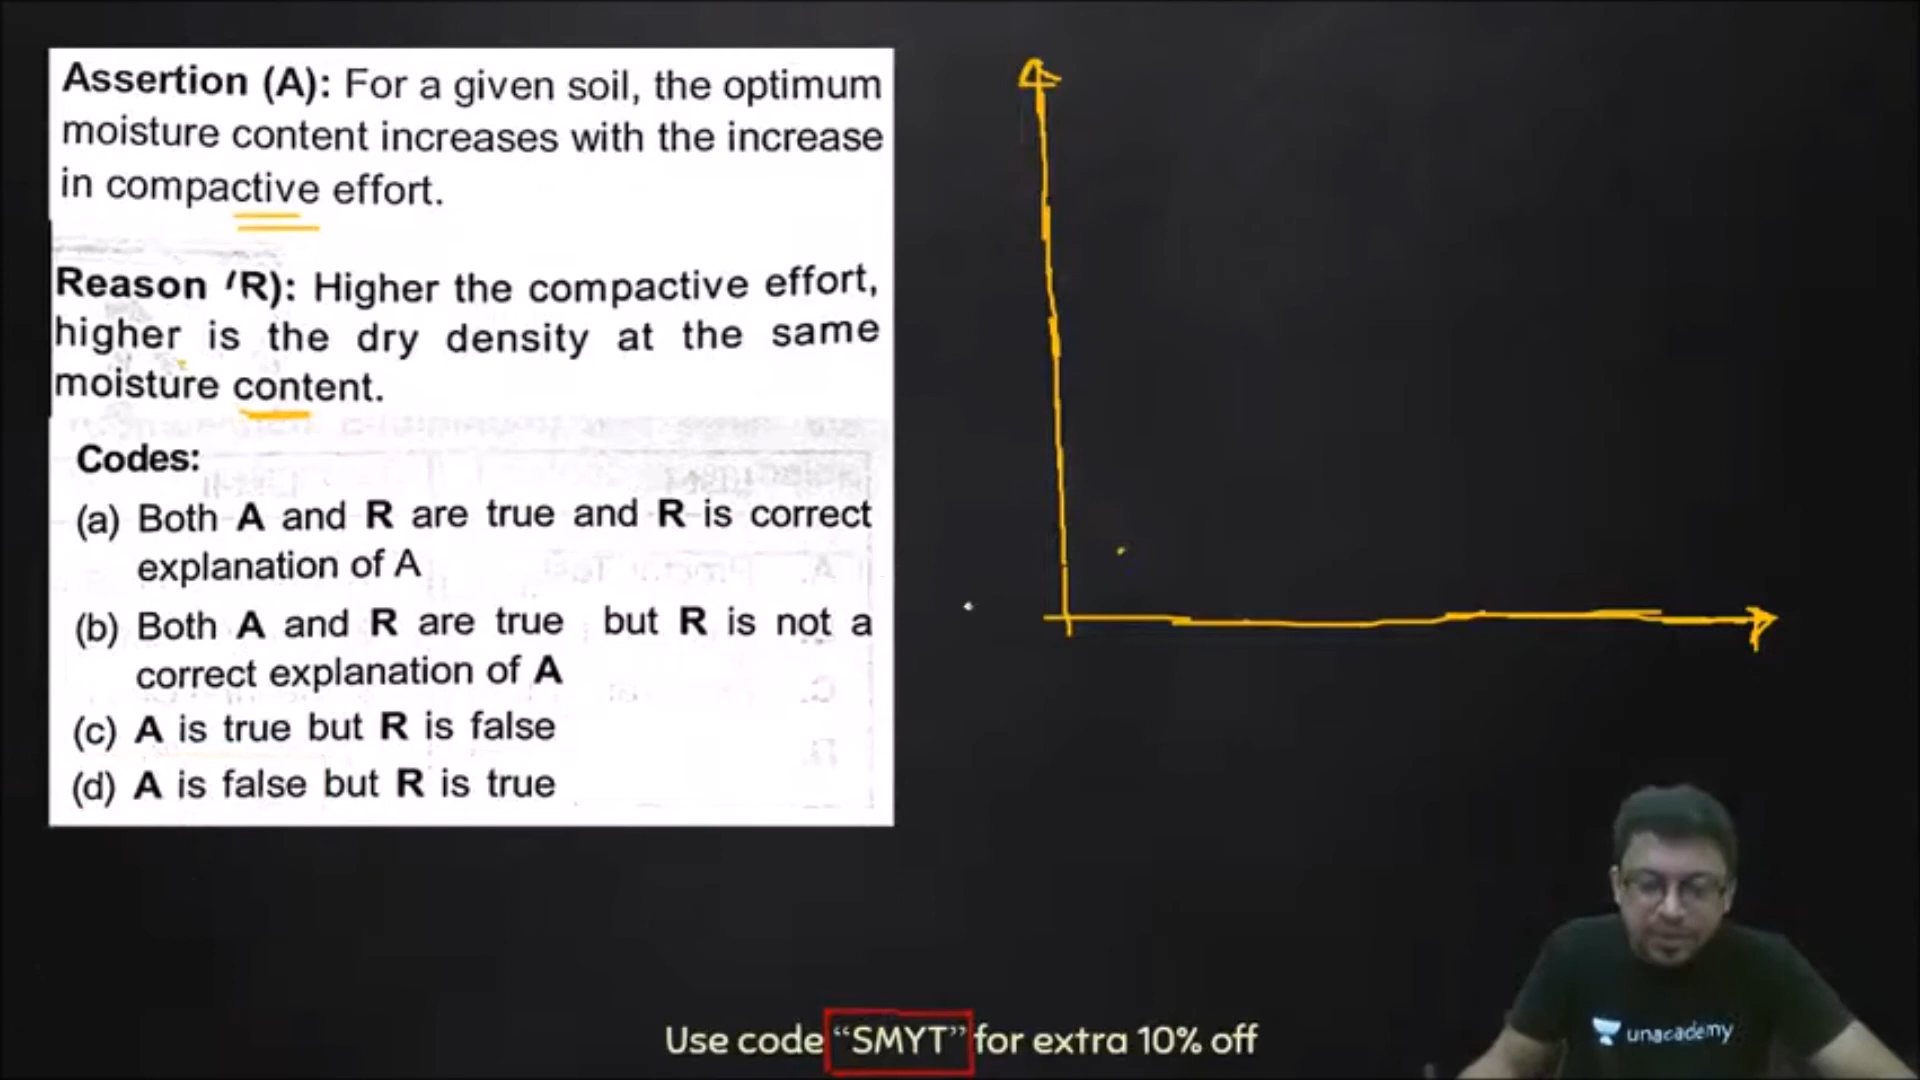 Assertion (A): For a given soil, the optimum
moisture content increases with the increase
in compactive effort.
Reason (R): Higher the compactive effort,
higher is the dry density at the same
moisture content.
Codes:
(a) Both A and R are true and R is correct
explanation of A
(b) Both A and R are true but R is not a
correct explanation of A
(c) A is true but R is false
(d) A is false but R is true
unacademy
Use code “SMYT” for extra 10% off